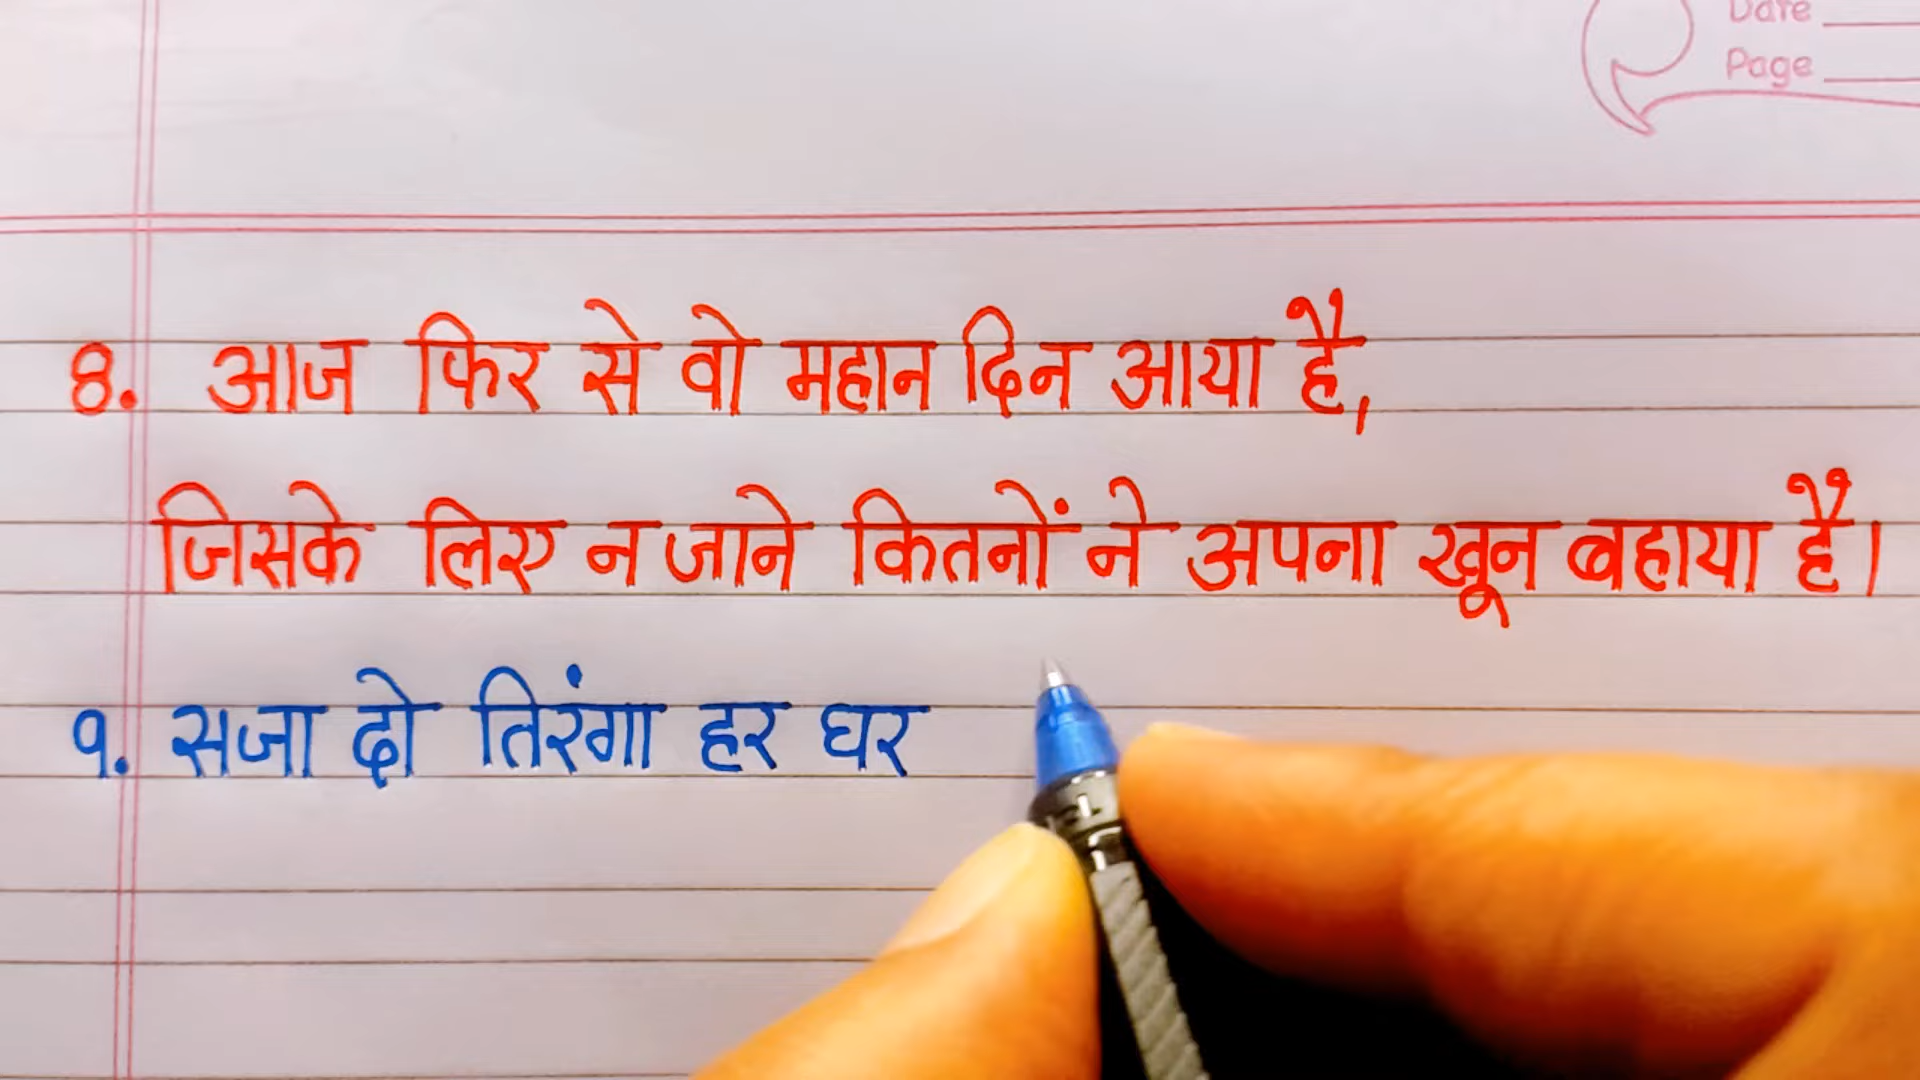 Date
Page
8. आज फिर से वो महान दिन आया है,
जिसके लिए न जाने कितनों ने अपना खून बहाया है।
9. सजा दो तिरंगा हर घर